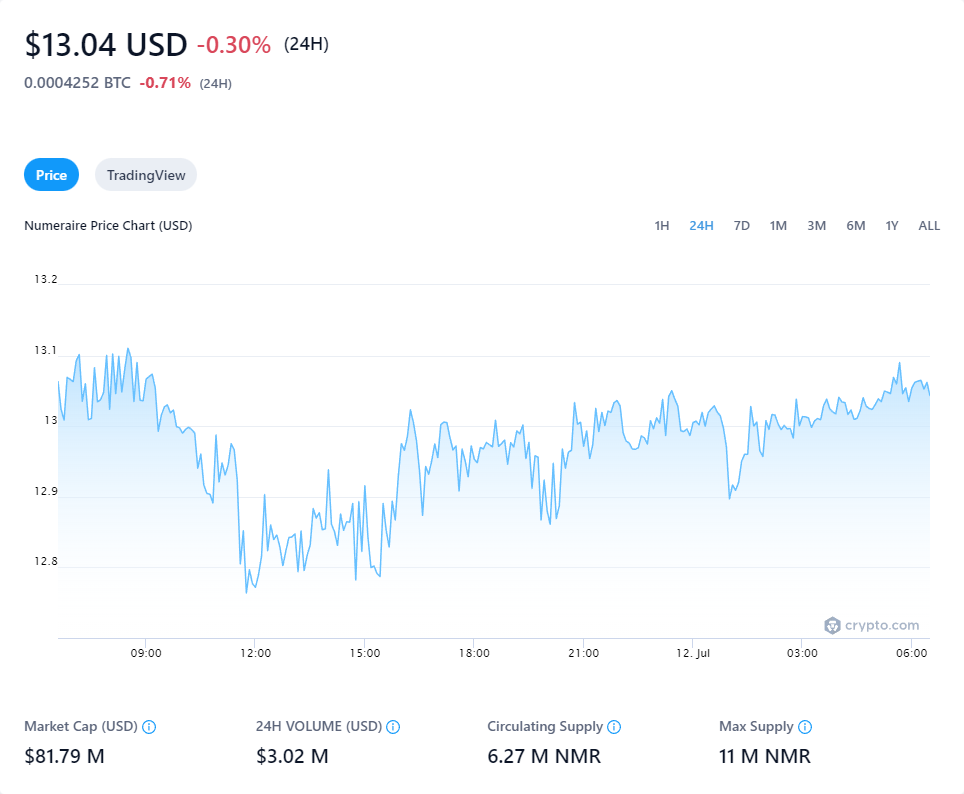 $13.04 USD -0.30% (24H)
0.0004252 BTC -0.71% (24H)
Price TradingView
Numeraire Price Chart (USD) 1H 24H 7D 1M 3M 6M 1Y ALL
13.2
13.1
13
12.9
12.8
crypto.com
09:00 12:00 15:00 18:00 21:00 12. Jul 03:00 06:00
Market Cap (USD) 24H VOLUME (USD) Circulating Supply Max Supply
$81.79 M $3.02 M 6.27 M NMR 11 M NMR